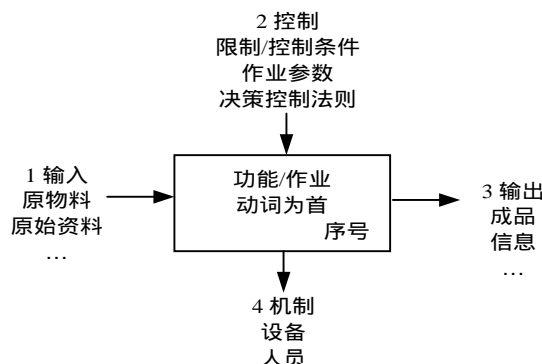 2 控制
限制/控制条件
作业参数
决策控制法则
1 输入
原物料
原始资料
…
功能/作业
动词为首
序号
3 输出
成品
信息
…
4 机制
设备
人员